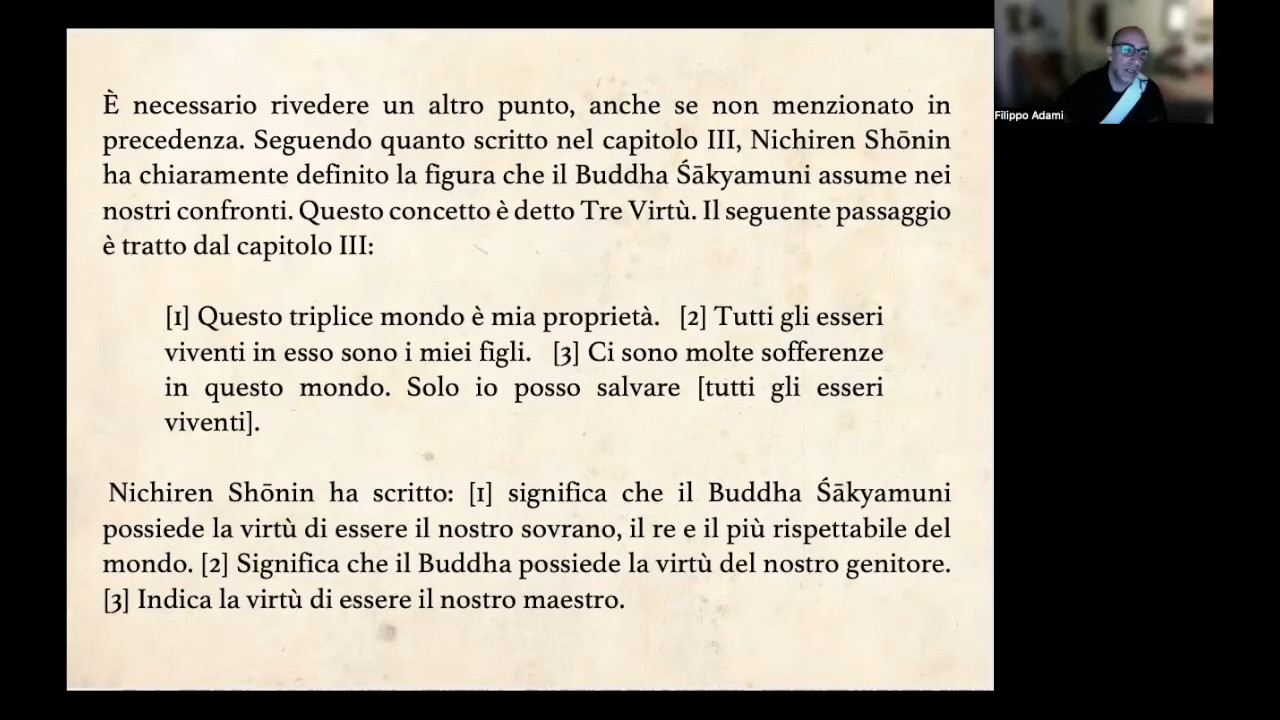 È necessario rivedere un altro punto, anche se non menzionato in
precedenza. Seguendo quanto scritto nel capitolo III, Nichiren Shōnin
ha chiaramente definito la figura che il Buddha Śākyamuni assume nei
nostri confronti. Questo concetto è detto Tre Virtù. Il seguente passaggio
è tratto dal capitolo III:
[1] Questo triplice mondo è mia proprietà. [2] Tutti gli esseri
viventi in esso sono i miei figli. [3] Ci sono molte sofferenze
in questo mondo. Solo io posso salvare [tutti gli esseri
viventi].
Nichiren Shōnin ha scritto: [1] significa che il Buddha Śākyamuni
possiede la virtù di essere il nostro sovrano, il re e il più rispettabile del
mondo. [2] Significa che il Buddha possiede la virtù del nostro genitore.
[3] Indica la virtù di essere il nostro maestro.
Filippo Adami